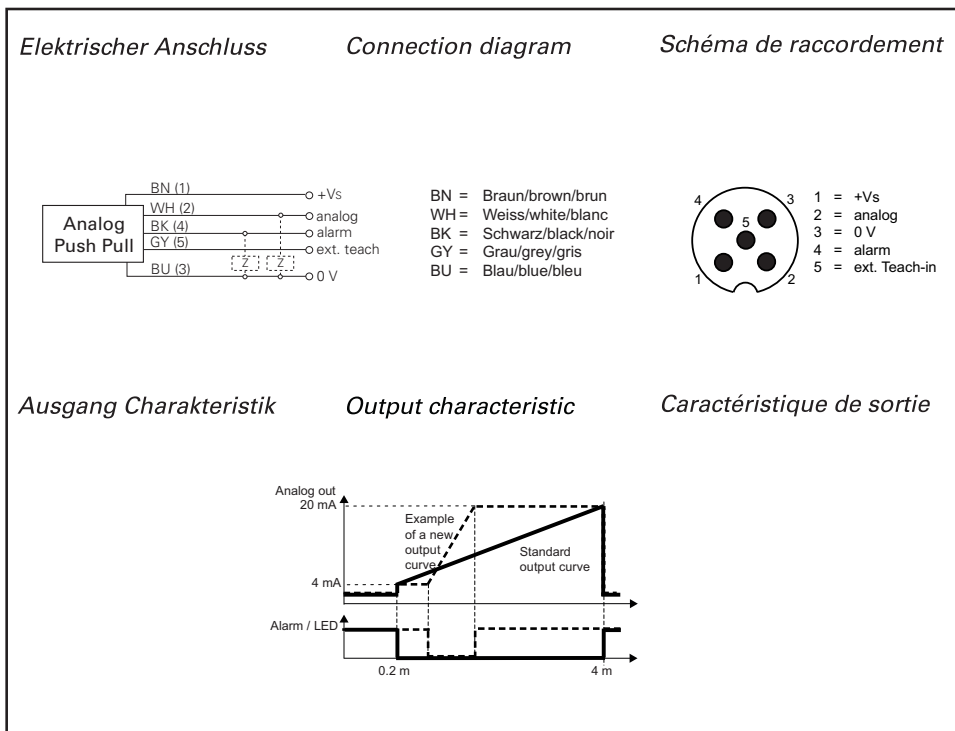 Elektrischer Anschluss
Connection diagram
Schéma de raccordement
Analog
Push Pull
BN (1)
WH (2)
BK (4)
GY (5)
BU (3)
Z
Z
+Vs
analog
alarm
ext. teach
0 V
BN = Braun/brown/brun
WH = Weiss/white/blanc
BK = Schwarz/black/noir
GY = Grau/grey/gris
BU = Blau/blue/bleu
4
3
5
1
2
1 = +Vs
2 = analog
3 = 0 V
4 = alarm
5 = ext. Teach-in
Ausgang Charakteristik
Output characteristic
Caractéristique de sortie
Analog out
20 mA
Example
of a new
output
curve
Standard
output curve
4 mA
Alarm / LED
0.2 m
4 m